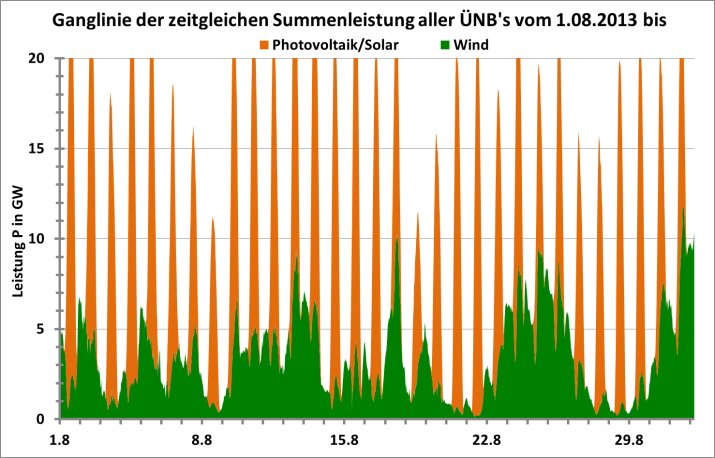 Ganglinie der zeitgleichen Summenleistung aller ÜNB's vom 1.08.2013 bis
Photovoltaik/Solar Wind
Leistung P in GW
20
15
10
5
0
1.8 8.8 15.8 22.8 29.8